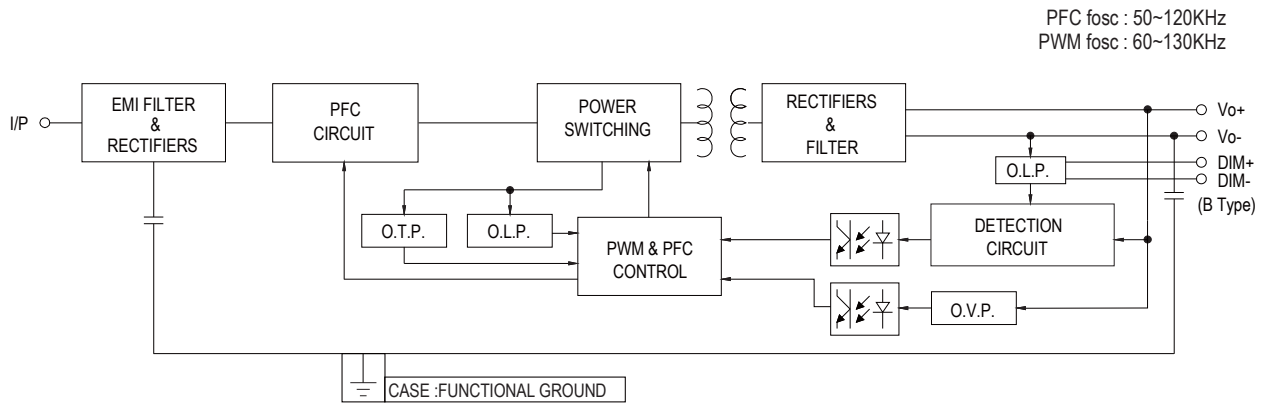 PFC fosc : 50~120KHz
PWM fosc : 60~130KHz
I/P
EMI FILTER
&
RECTIFIERS
PFC
CIRCUIT
POWER
SWITCHING
RECTIFIERS
&
FILTER
Vo+
Vo-
DIM+
DIM-
(B Type)
O.L.P.
O.T.P.
O.L.P.
PWM & PFC
CONTROL
DETECTION
CIRCUIT
O.V.P.
CASE :FUNCTIONAL GROUND